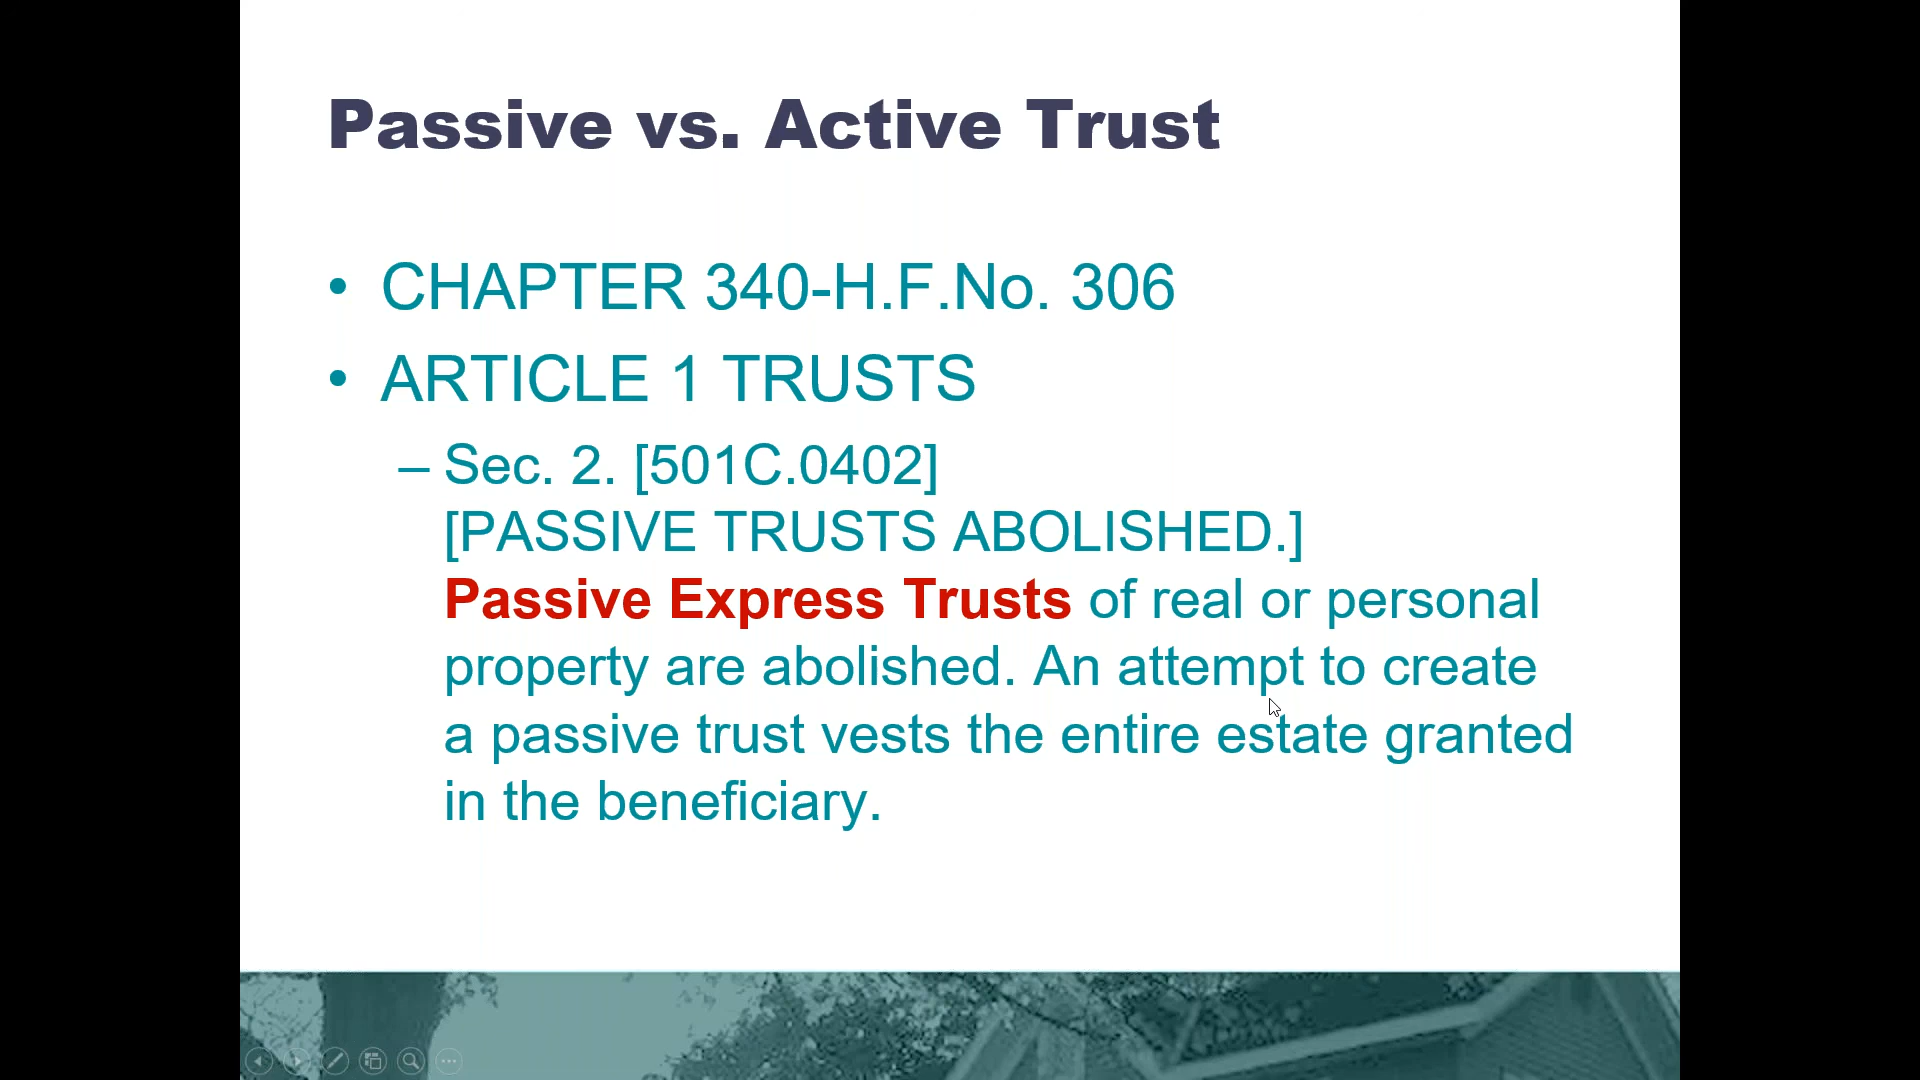 Passive vs. Active Trust
• CHAPTER 340-H.F.No. 306
• ARTICLE 1 TRUSTS
– Sec. 2. [501C.0402]
[PASSIVE TRUSTS ABOLISHED.]
Passive Express Trusts of real or personal
property are abolished. An attempt to create
a passive trust vests the entire estate granted
in the beneficiary.